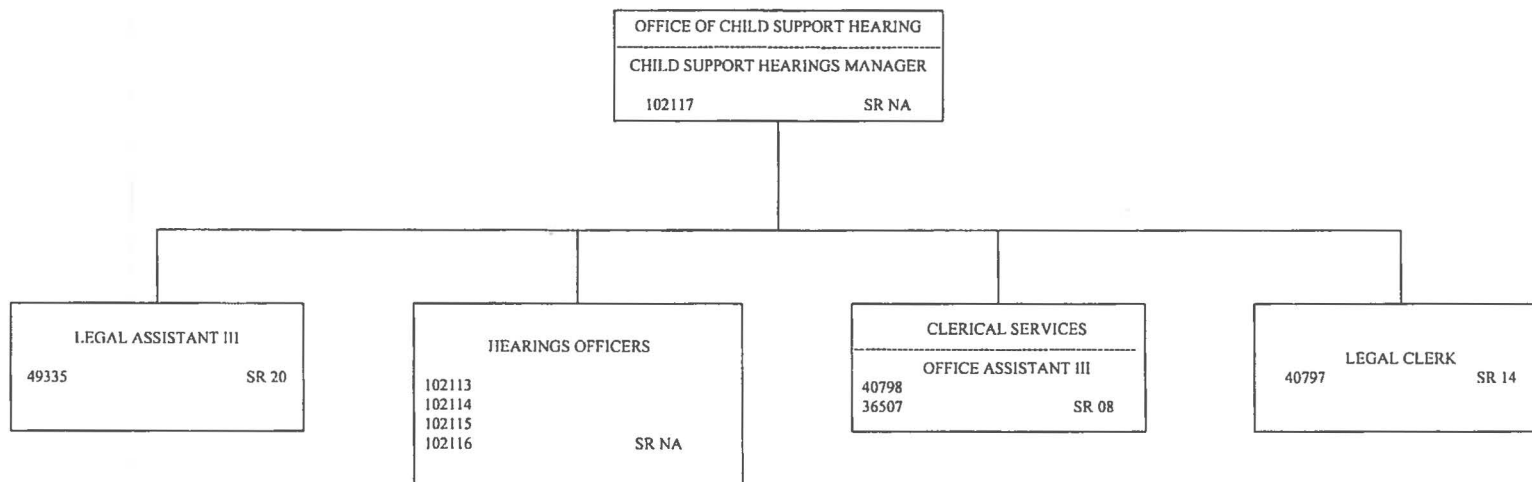 OFFICE OF CHILD SUPPORT HEARING
CHILD SUPPORT HEARINGS MANAGER
102117 SR NA
LEGAL ASSISTANT III
49335 SR 20
HEARINGS OFFICERS
102113
102114
102115
102116 SR NA
CLERICAL SERVICES
OFFICE ASSISTANT III
40798
36507 SR 08
LEGAL CLERK
40797 SR 14